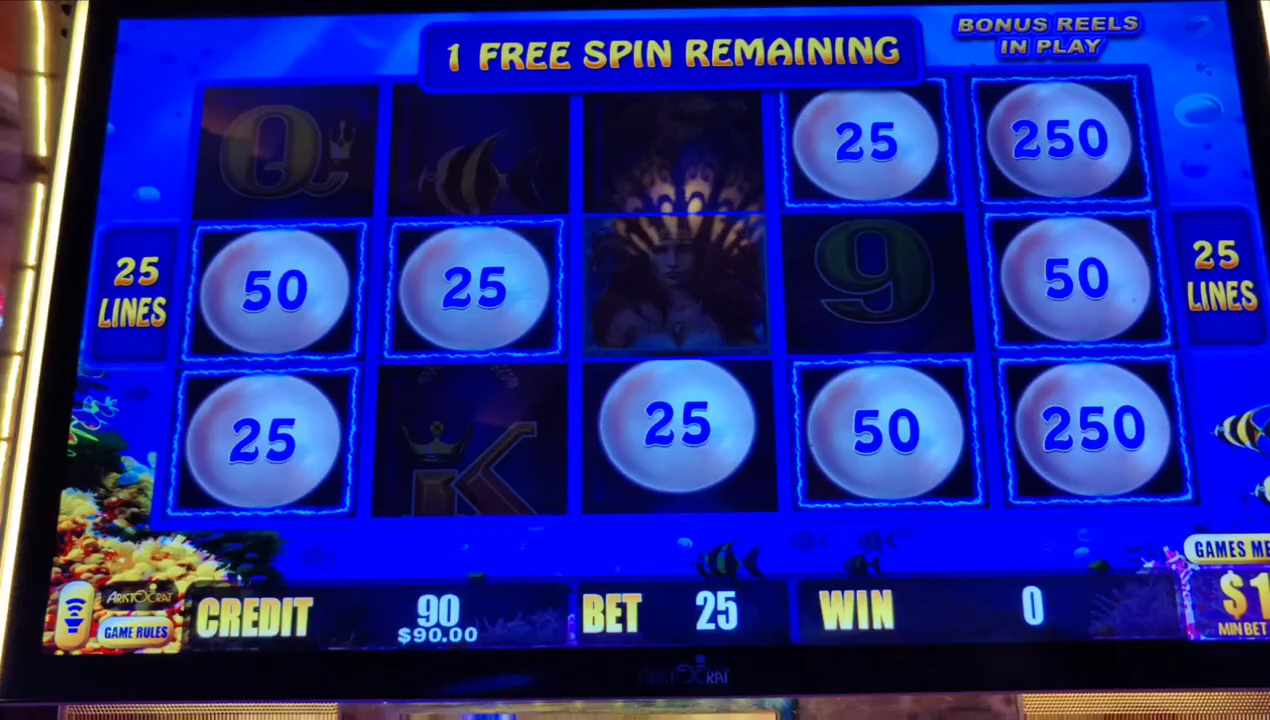 1 FREE SPIN REMAINING
BONUS REELS
IN PLAY
Q
25
250
25
LINES
50
25
9
50
25
LINES
25
K
25
50
250
GAMES ME
ARISTOCRAT
GAME RULES
CREDIT
90
$90.00
BET
25
WIN
0
$1
MIN BET
ARISTOCRAT